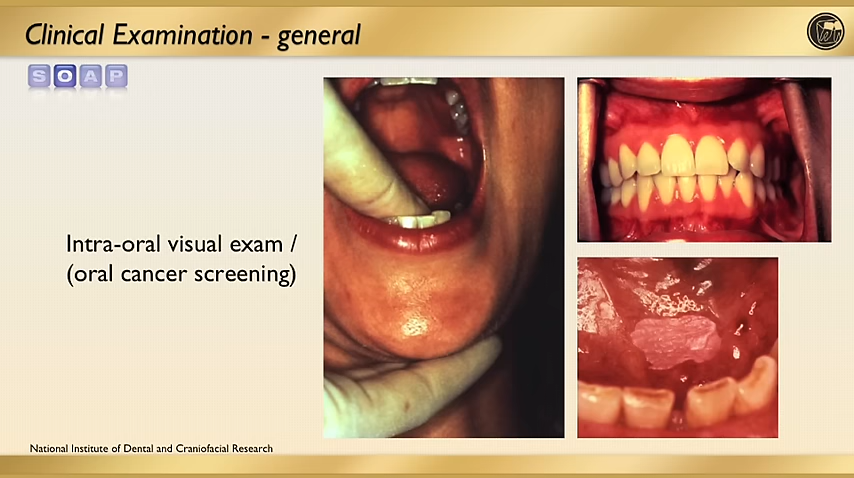 Clinical Examination - general
SOAP
Intra-oral visual exam /
(oral cancer screening)
National Institute of Dental and Craniofacial Research